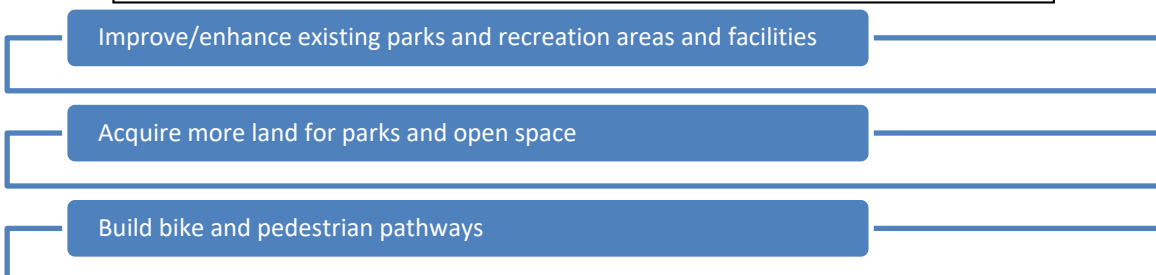 Improve/enhance existing parks and recreation areas and facilities
Acquire more land for parks and open space
Build bike and pedestrian pathways